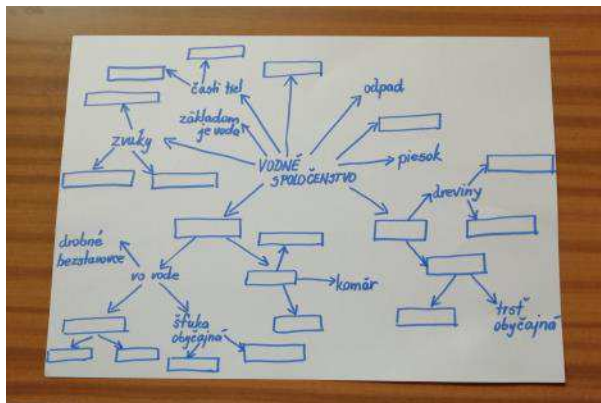 časti tiel
odpad
základom
je voda
zvuky
VODNÉ
SPOLOČENSTVO
piesok
dreviny
drobné
bezstavovce
vo vode
komár
šťuka
obyčajná
trsť
obyčajná